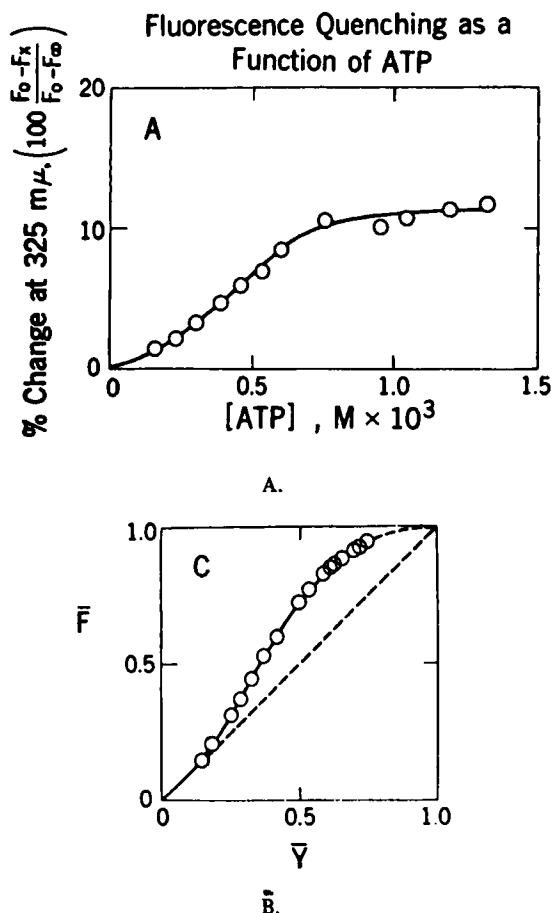 Fluorescence Quenching as a
Function of ATP
% Change at 325 mμ, (100 F₀-Fx / F₀-F∞)
20
10
0
A
0 0.5 1.0 1.5
[ATP] , M × 10³
A.
1.0
0.5
0
C
F̄
0 0.5 1.0
Ȳ
B.